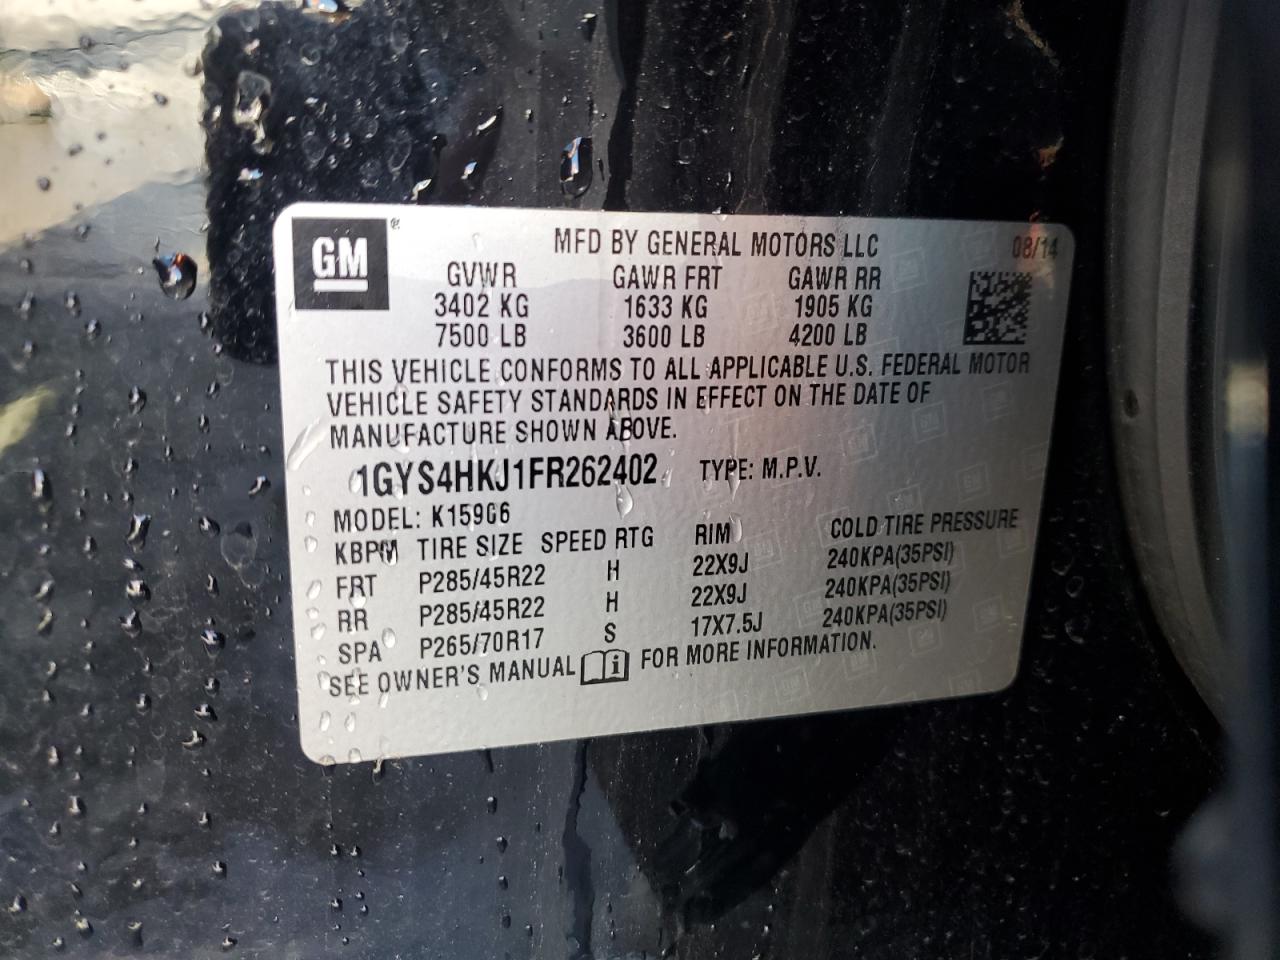 GM ®
MFD BY GENERAL MOTORS LLC 08/14
GVWR GAWR FRT GAWR RR
3402 KG 1633 KG 1905 KG
7500 LB 3600 LB 4200 LB
THIS VEHICLE CONFORMS TO ALL APPLICABLE U.S. FEDERAL MOTOR
VEHICLE SAFETY STANDARDS IN EFFECT ON THE DATE OF
MANUFACTURE SHOWN ABOVE.
1GYS4HKJ1FR262402 TYPE: M.P.V.
MODEL: K15906
KBPM TIRE SIZE SPEED RTG RIM COLD TIRE PRESSURE
FRT P285/45R22 H 22X9J 240KPA(35PSI)
RR P285/45R22 H 22X9J 240KPA(35PSI)
SPA P265/70R17 S 17X7.5J 240KPA(35PSI)
SEE OWNER'S MANUAL FOR MORE INFORMATION.